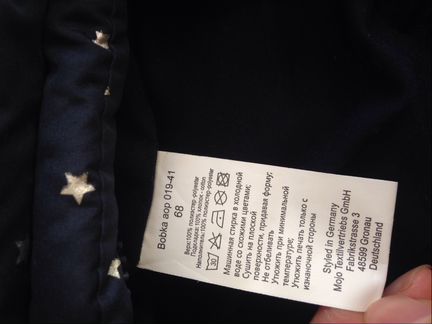 Bobka aop 019-41
68
Верх:100% полиэстер-polyester
Подкладка:100% хлопок - cotton
Наполнитель:100% полиэстер-polyester
30
Машинная стирка в холодной
воде со схожими цветами;
Сушить на плоской
поверхности, придавая форму;
Не отбеливать
Утюжить при минимальной
температуре;
Утюжить печать только с
изнаночной стороны
Styled in Germany
Mojo Textilvertriebs GmbH
Fabrikstrasse 3
48599 Gronau
Deutschland